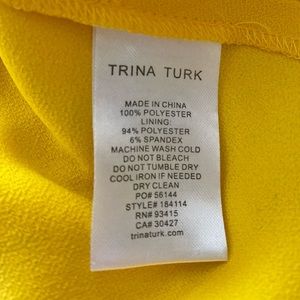 TRINA TURK
MADE IN CHINA
100% POLYESTER
LINING:
94% POLYESTER
6% SPANDEX
MACHINE WASH COLD
DO NOT BLEACH
DO NOT TUMBLE DRY
COOL IRON IF NEEDED
DRY CLEAN
PO# 56144
STYLE# 184114
RN# 93415
CA# 30427
trinaturk.com